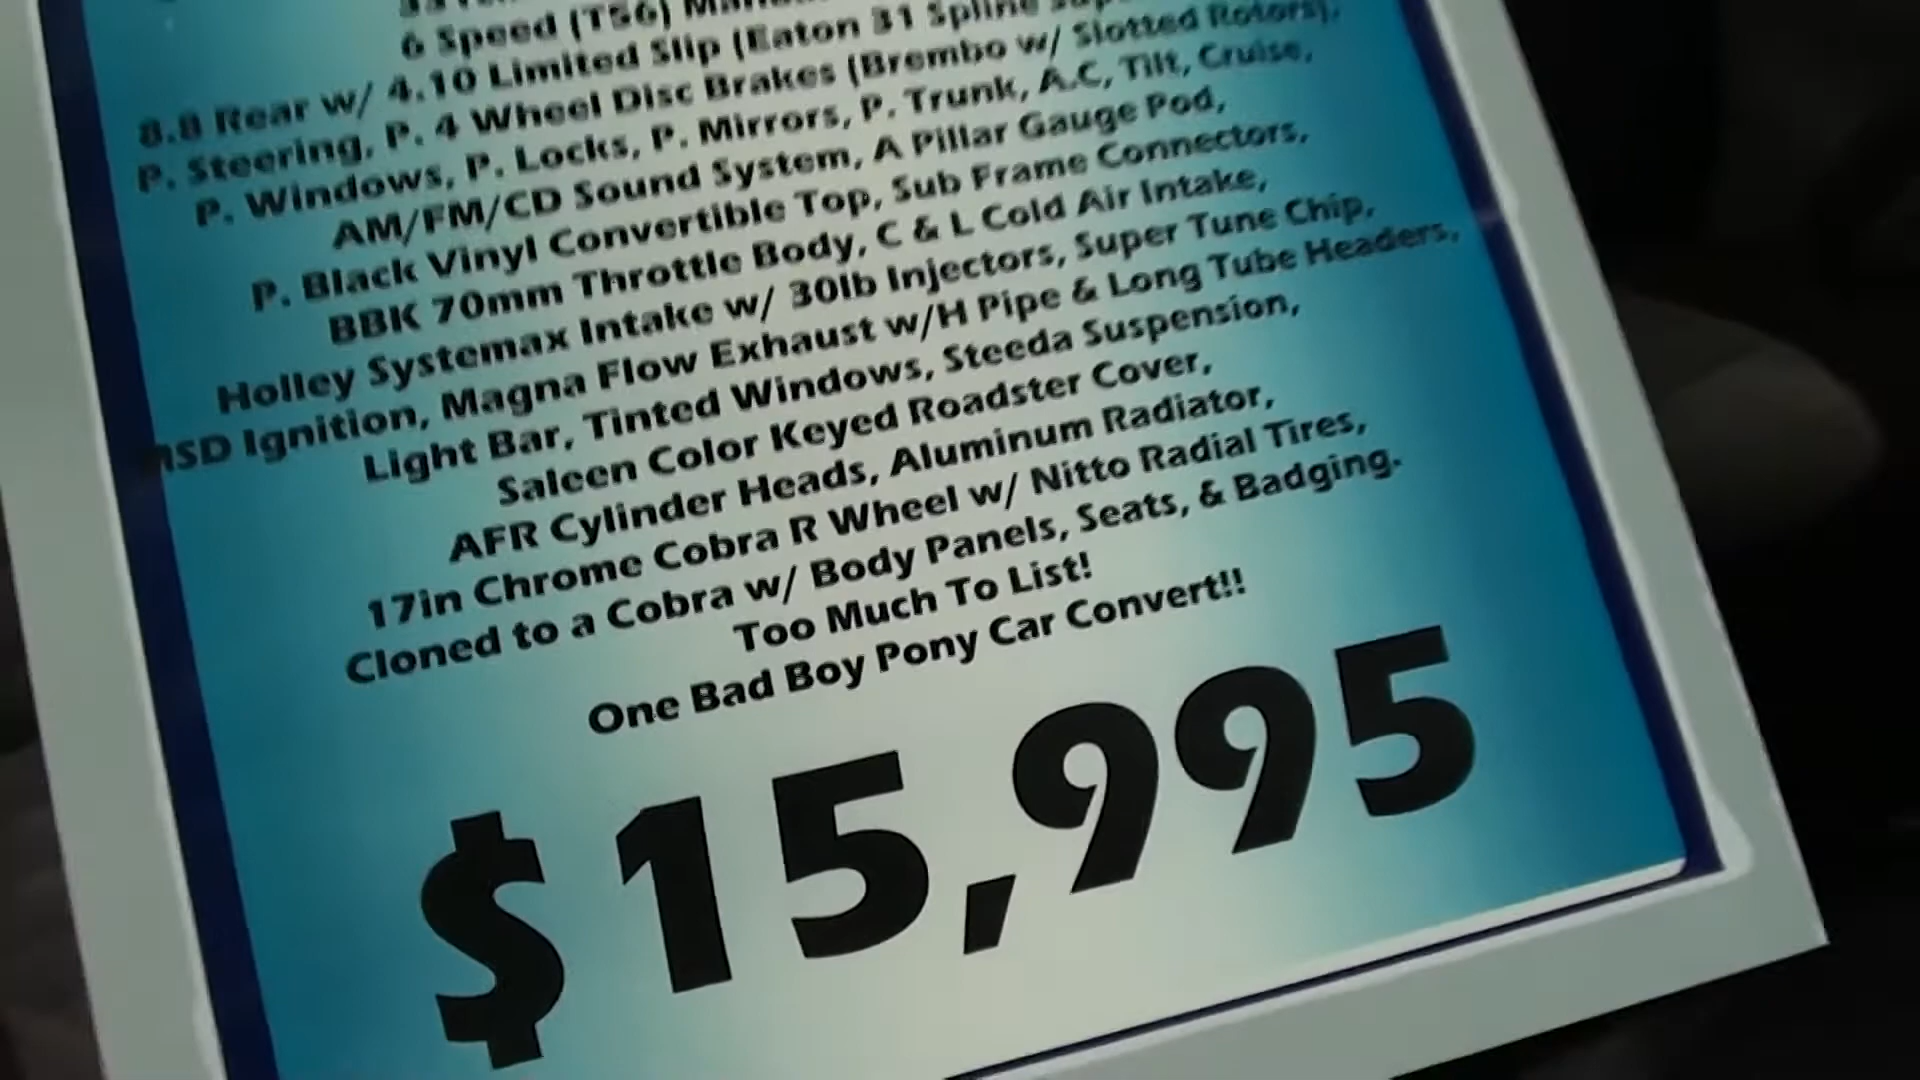 6 Speed (T56)
8.8 Rear w/ 4.10 Limited Slip (Eaton 31 Spline
P. Steering, P. 4 Wheel Disc Brakes (Brembo w/ Slotted Rotors),
P. Windows, P. Locks, P. Mirrors, P. Trunk, A.C, Tilt, Cruise,
AM/FM/CD Sound System, A Pillar Gauge Pod,
P. Black Vinyl Convertible Top, Sub Frame Connectors,
BBK 70mm Throttle Body, C & L Cold Air Intake,
Holley Systemax Intake w/ 30lb Injectors, Super Tune Chip,
Ignition, Magna Flow Exhaust w/H Pipe & Long Tube Headers,
Light Bar, Tinted Windows, Steeda Suspension,
Saleen Color Keyed Roadster Cover,
AFR Cylinder Heads, Aluminum Radiator,
17in Chrome Cobra R Wheel w/ Nitto Radial Tires,
Cloned to a Cobra w/ Body Panels, Seats, & Badging.
Too Much To List!
One Bad Boy Pony Car Convert!!
$15,995